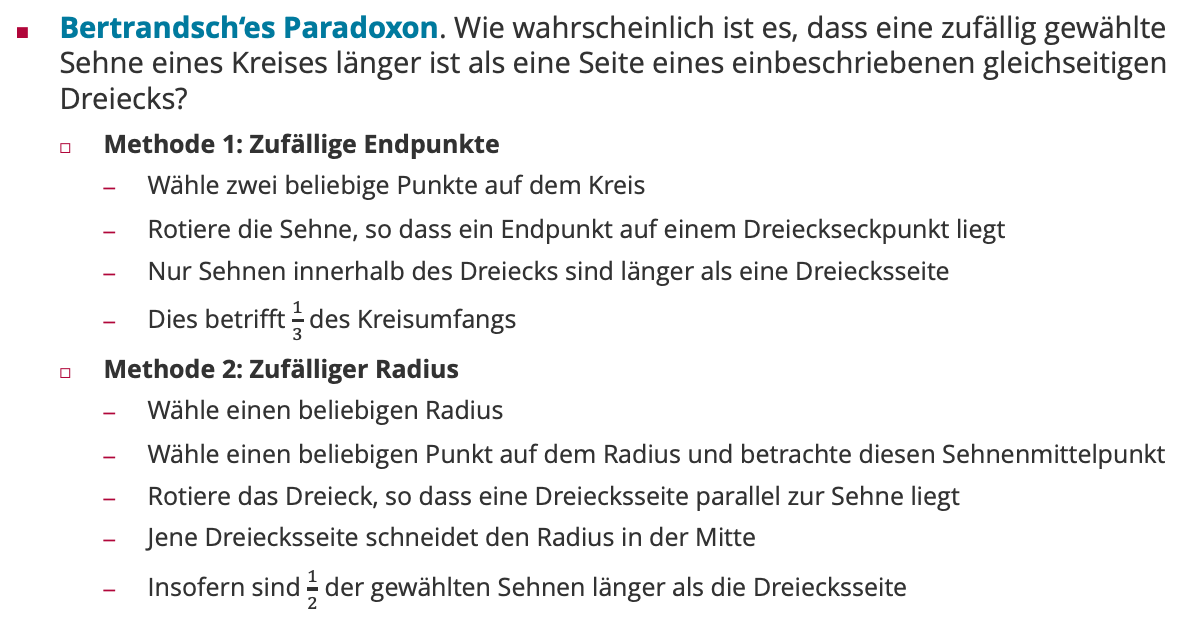 Bertrandsch‘es Paradoxon. Wie wahrscheinlich ist es, dass eine zufällig gewählte
Sehne eines Kreises länger ist als eine Seite eines einbeschriebenen gleichseitigen
Dreiecks?
Methode 1: Zufällige Endpunkte
– Wähle zwei beliebige Punkte auf dem Kreis
– Rotiere die Sehne, so dass ein Endpunkt auf einem Dreieckseckpunkt liegt
– Nur Sehnen innerhalb des Dreiecks sind länger als eine Dreiecksseite
– Dies betrifft 1/3 des Kreisumfangs
Methode 2: Zufälliger Radius
– Wähle einen beliebigen Radius
– Wähle einen beliebigen Punkt auf dem Radius und betrachte diesen Sehnenmittelpunkt
– Rotiere das Dreieck, so dass eine Dreiecksseite parallel zur Sehne liegt
– Jene Dreiecksseite schneidet den Radius in der Mitte
– Insofern sind 1/2 der gewählten Sehnen länger als die Dreiecksseite